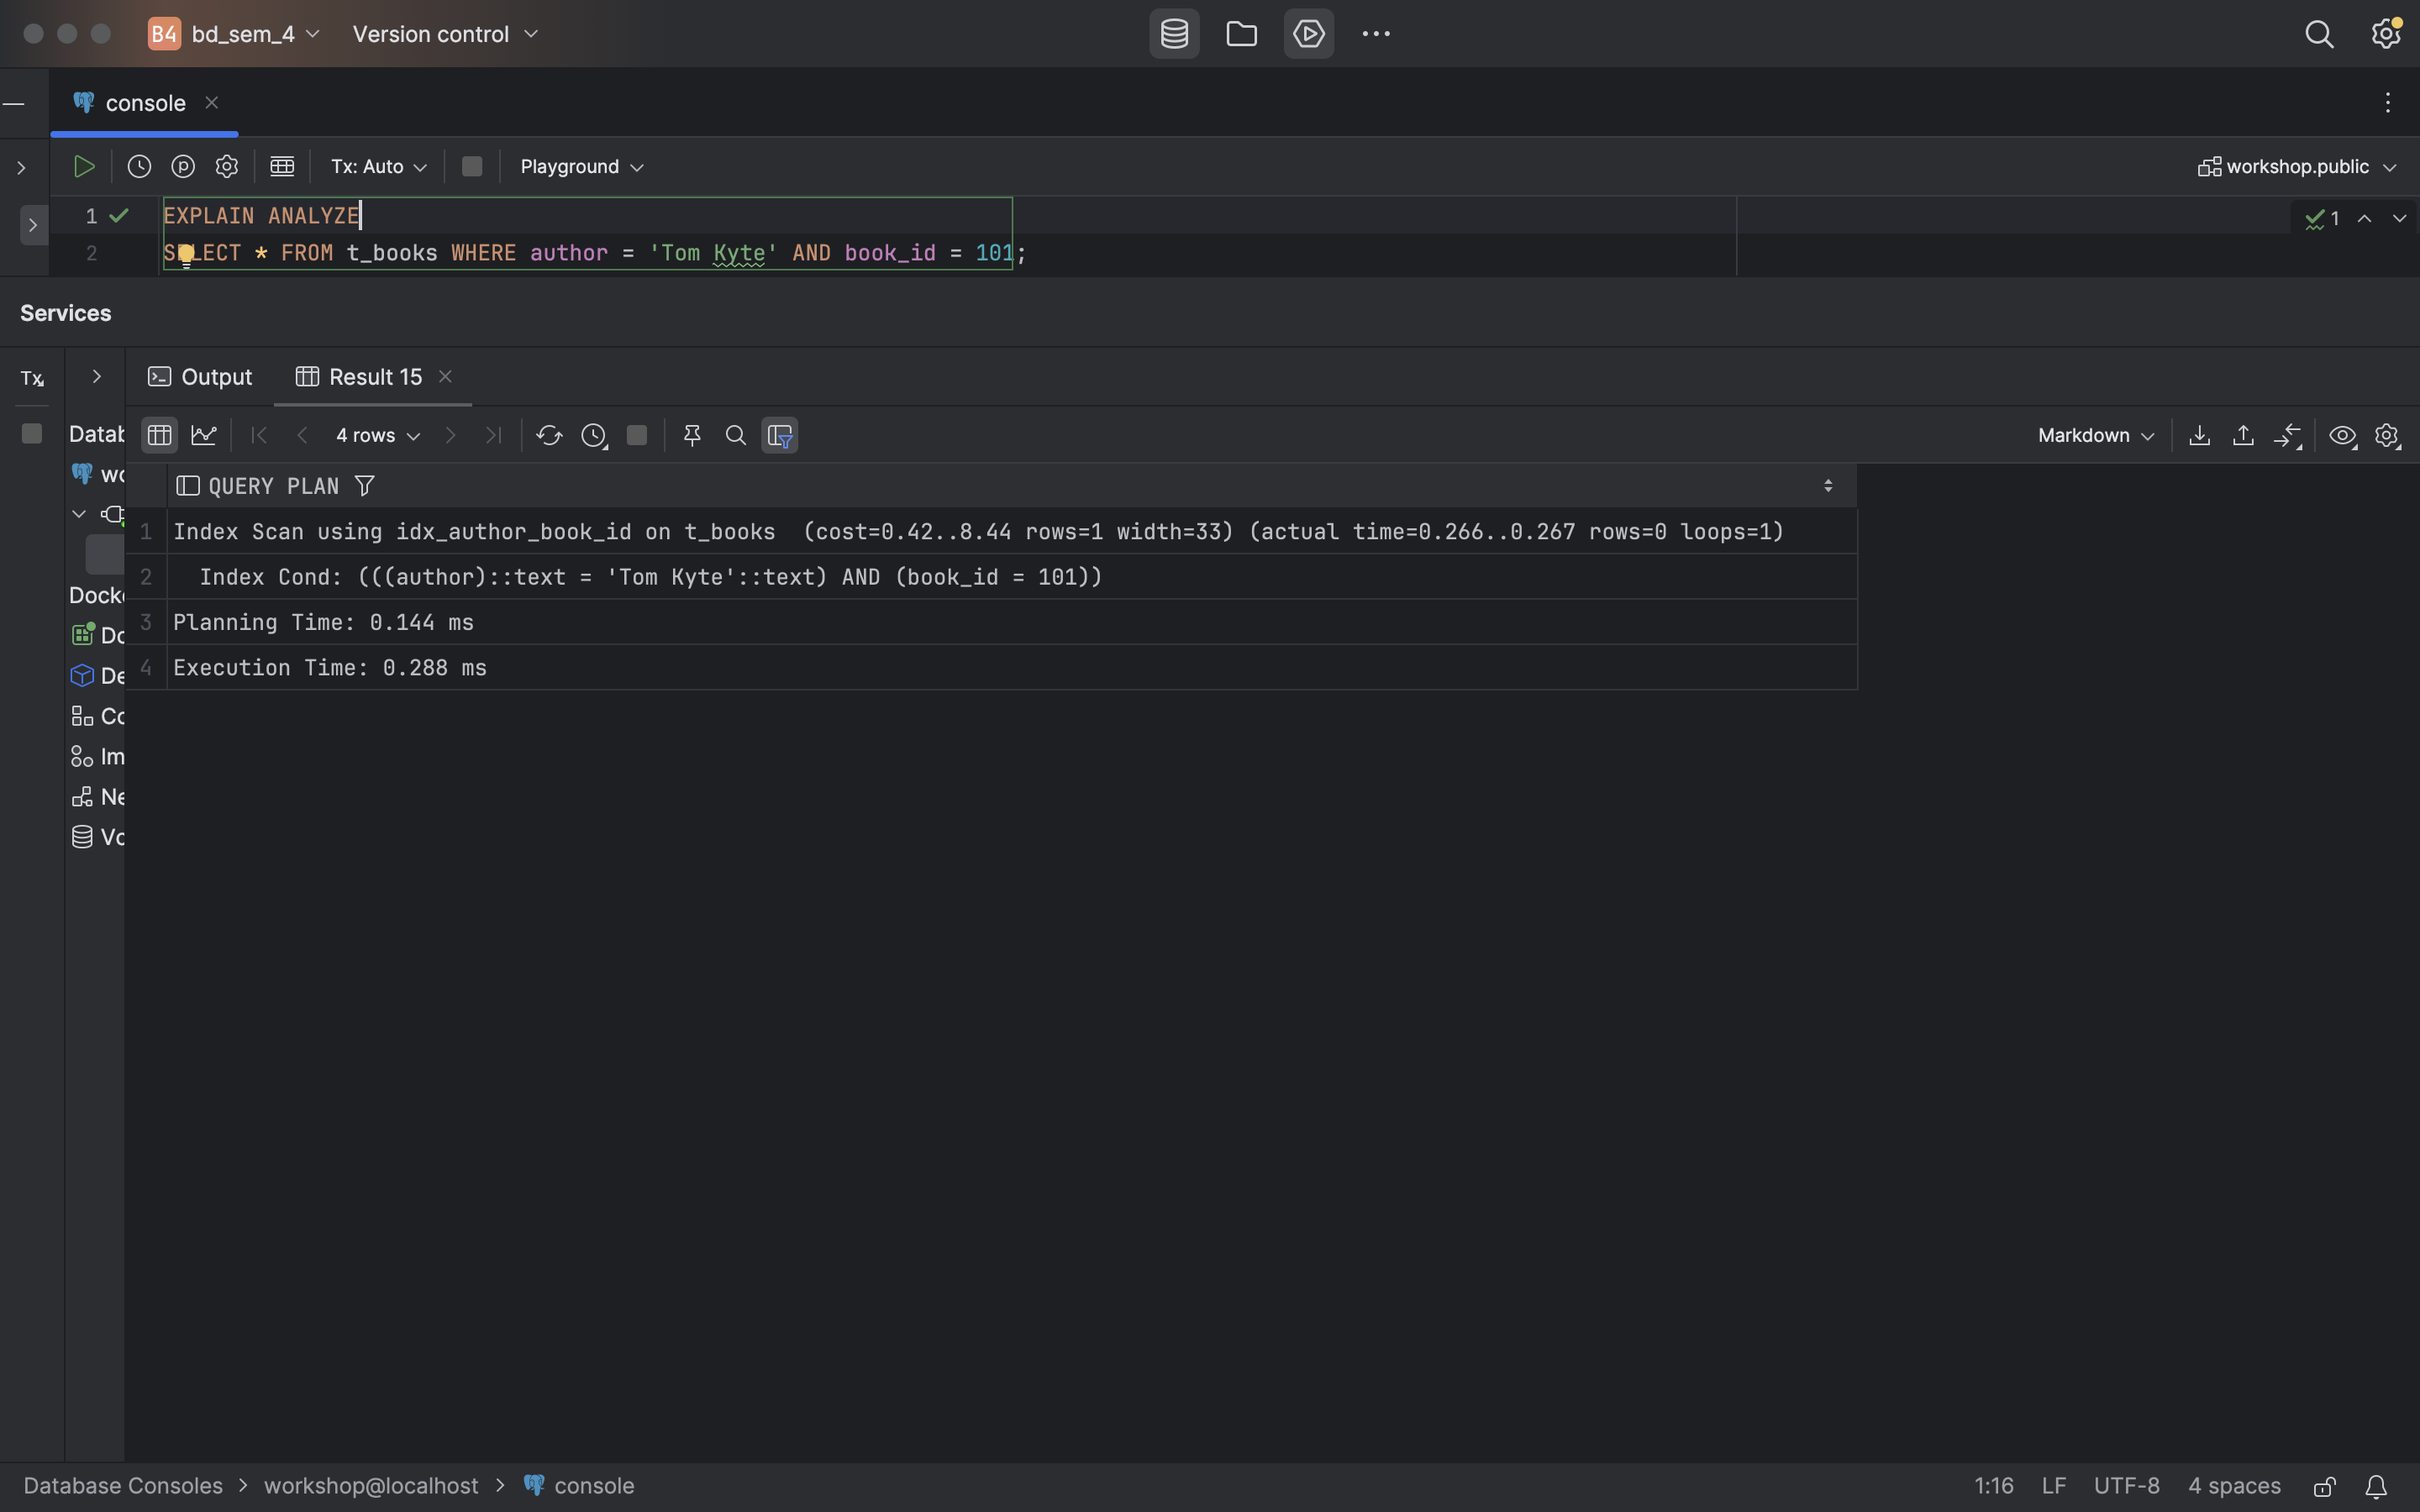 B4 bd_sem_4 Version control
console
Tx: Auto Playground workshop.public
1 EXPLAIN ANALYZE 1
2 SELECT * FROM t_books WHERE author = 'Tom Kyte' AND book_id = 101;
Services
Tx Output Result 15
Datab 4 rows Markdown
QUERY PLAN
1 Index Scan using idx_author_book_id on t_books (cost=0.42..8.44 rows=1 width=33) (actual time=0.266..0.267 rows=0 loops=1)
2 Index Cond: (((author)::text = 'Tom Kyte'::text) AND (book_id = 101))
3 Planning Time: 0.144 ms
4 Execution Time: 0.288 ms
wo
Docke
Do
De
Co
Im
Ne
Vo
Database Consoles workshop@localhost console 1:16 LF UTF-8 4 spaces